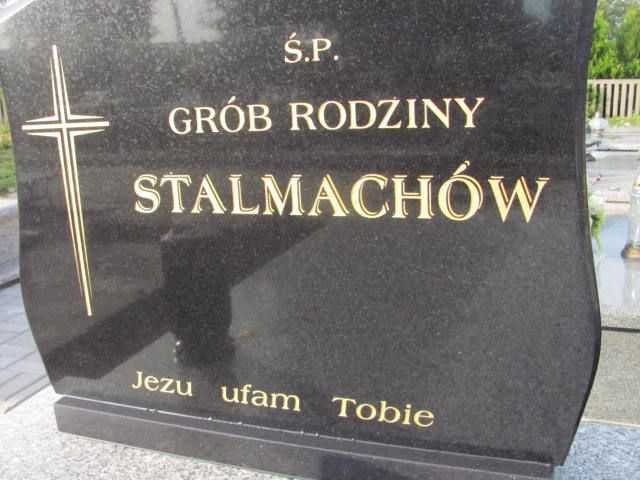 Ś.P.
GRÓB RODZINY
STALMACHÓW
Jezu ufam Tobie